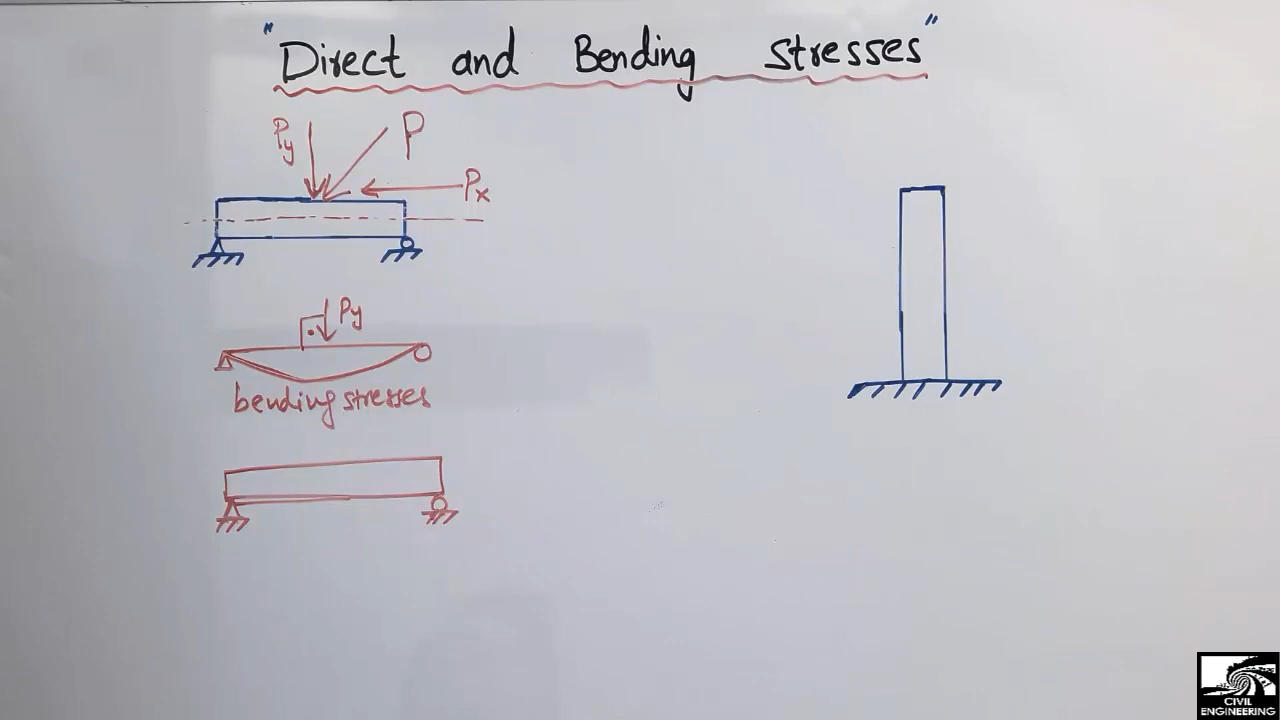 "Direct and Bending stresses"
Py P
Px
Py
bending stresses
CIVIL
ENGINEERING